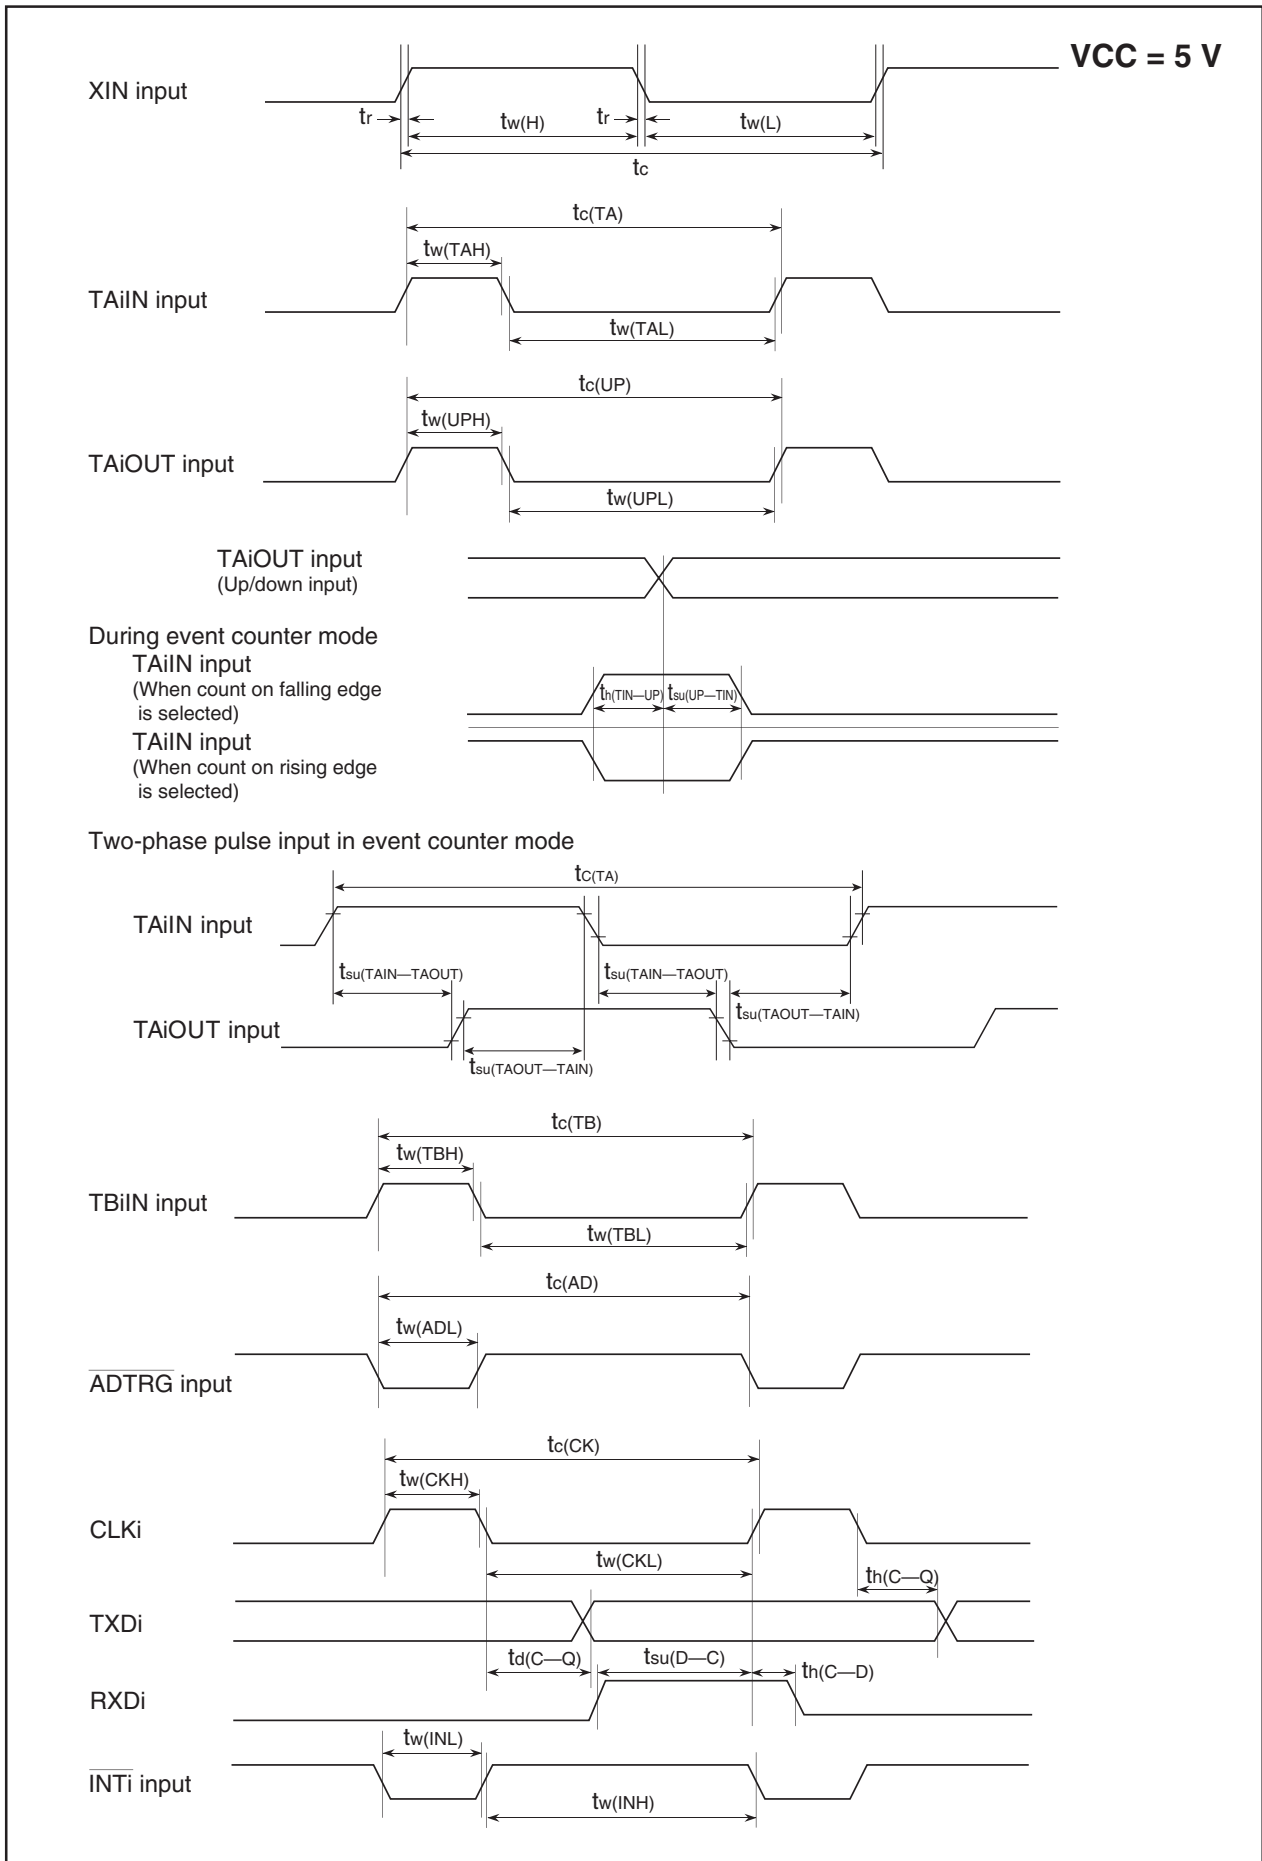 VCC = 5 V
XIN input
tr
tw(H)
tr
tw(L)
tc
tc(TA)
tw(TAH)
TAiIN input
tw(TAL)
tc(UP)
tw(UPH)
TAiOUT input
tw(UPL)
TAiOUT input
(Up/down input)
During event counter mode
TAiIN input
(When count on falling edge
is selected)
th(TIN—UP)
tsu(UP—TIN)
TAiIN input
(When count on rising edge
is selected)
Two-phase pulse input in event counter mode
tC(TA)
TAiIN input
tsu(TAIN—TAOUT)
tsu(TAIN—TAOUT)
tsu(TAOUT—TAIN)
TAiOUT input
tsu(TAOUT—TAIN)
tc(TB)
tw(TBH)
TBiIN input
tw(TBL)
tc(AD)
tw(ADL)
ADTRG input
tc(CK)
tw(CKH)
CLKi
tw(CKL)
th(C—Q)
TXDi
td(C—Q)
tsu(D—C)
th(C—D)
RXDi
tw(INL)
INTi input
tw(INH)